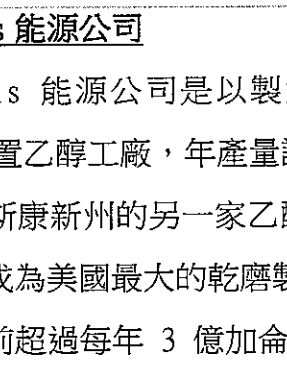 s 能源公司
ls 能源公司是以製
置乙醇工廠，年產量
斯康新州的另一家乙
成為美國最大的乾磨製
前超過每年 3 億加侖